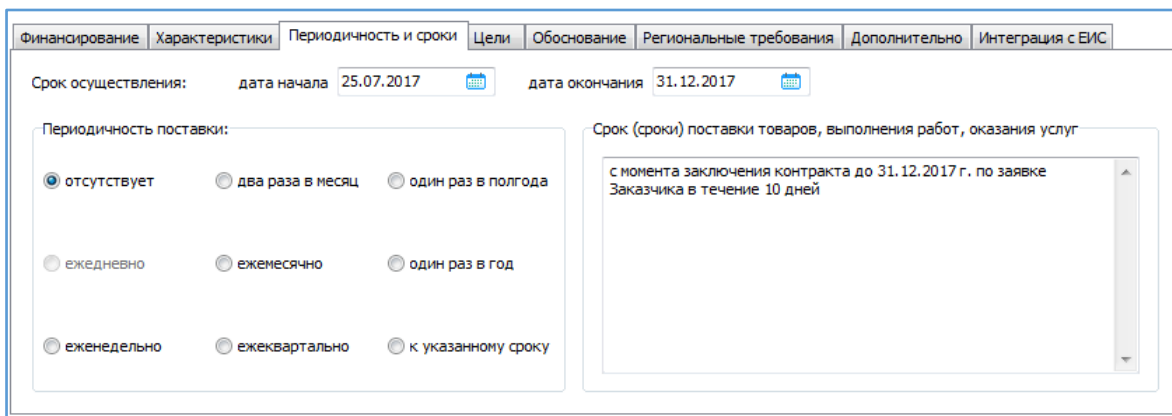 Финансирование Характеристики Периодичность и сроки Цели Обоснование Региональные требования Дополнительно Интеграция с ЕИС
Срок осуществления: дата начала 25.07.2017 дата окончания 31.12.2017
Периодичность поставки:
отсутствует два раза в месяц один раз в полгода
ежедневно ежемесячно один раз в год
еженедельно ежеквартально к указанному сроку
Срок (сроки) поставки товаров, выполнения работ, оказания услуг
с момента заключения контракта до 31.12.2017 г. по заявке
Заказчика в течение 10 дней